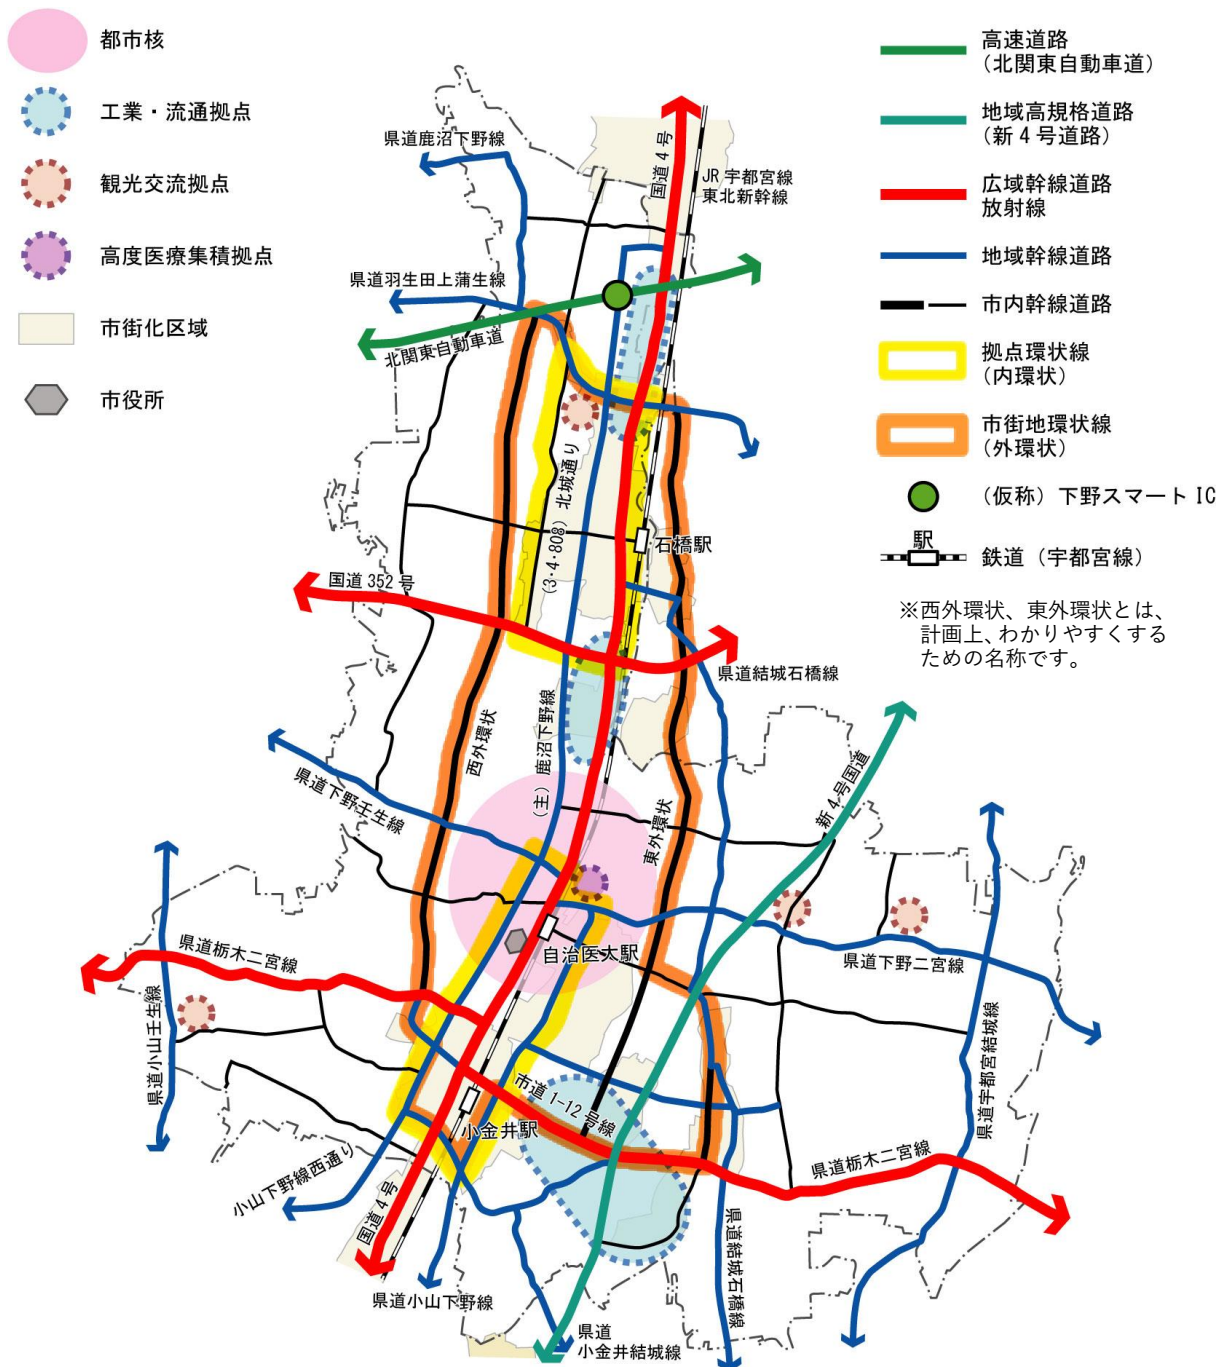 都市核
工業・流通拠点
観光交流拠点
高度医療集積拠点
市街化区域
市役所
高速道路
(北関東自動車道)
地域高規格道路
(新4号道路)
広域幹線道路
放射線
地域幹線道路
市内幹線道路
拠点環状線
(内環状)
市街地環状線
(外環状)
(仮称)下野スマートIC
駅
鉄道(宇都宮線)
※西外環状、東外環状とは、
計画上、わかりやすくする
ための名称です。
県道鹿沼下野線
国道4号
JR宇都宮線
東北新幹線
県道羽生田上蒲生線
北関東自動車道
(3・4・808)北城通り
石橋駅
国道352号
県道結城石橋線
西外環状
(主)鹿沼下野線
県道下野壬生線
東外環状
新4号国道
県道栃木二宮線
自治医大駅
県道下野二宮線
県道小山壬生線
県道宇都宮結城線
市道1-12号線
小金井駅
県道栃木二宮線
小山下野線西通り
国道4号
県道小山下野線
県道結城石橋線
県道
小金井結城線